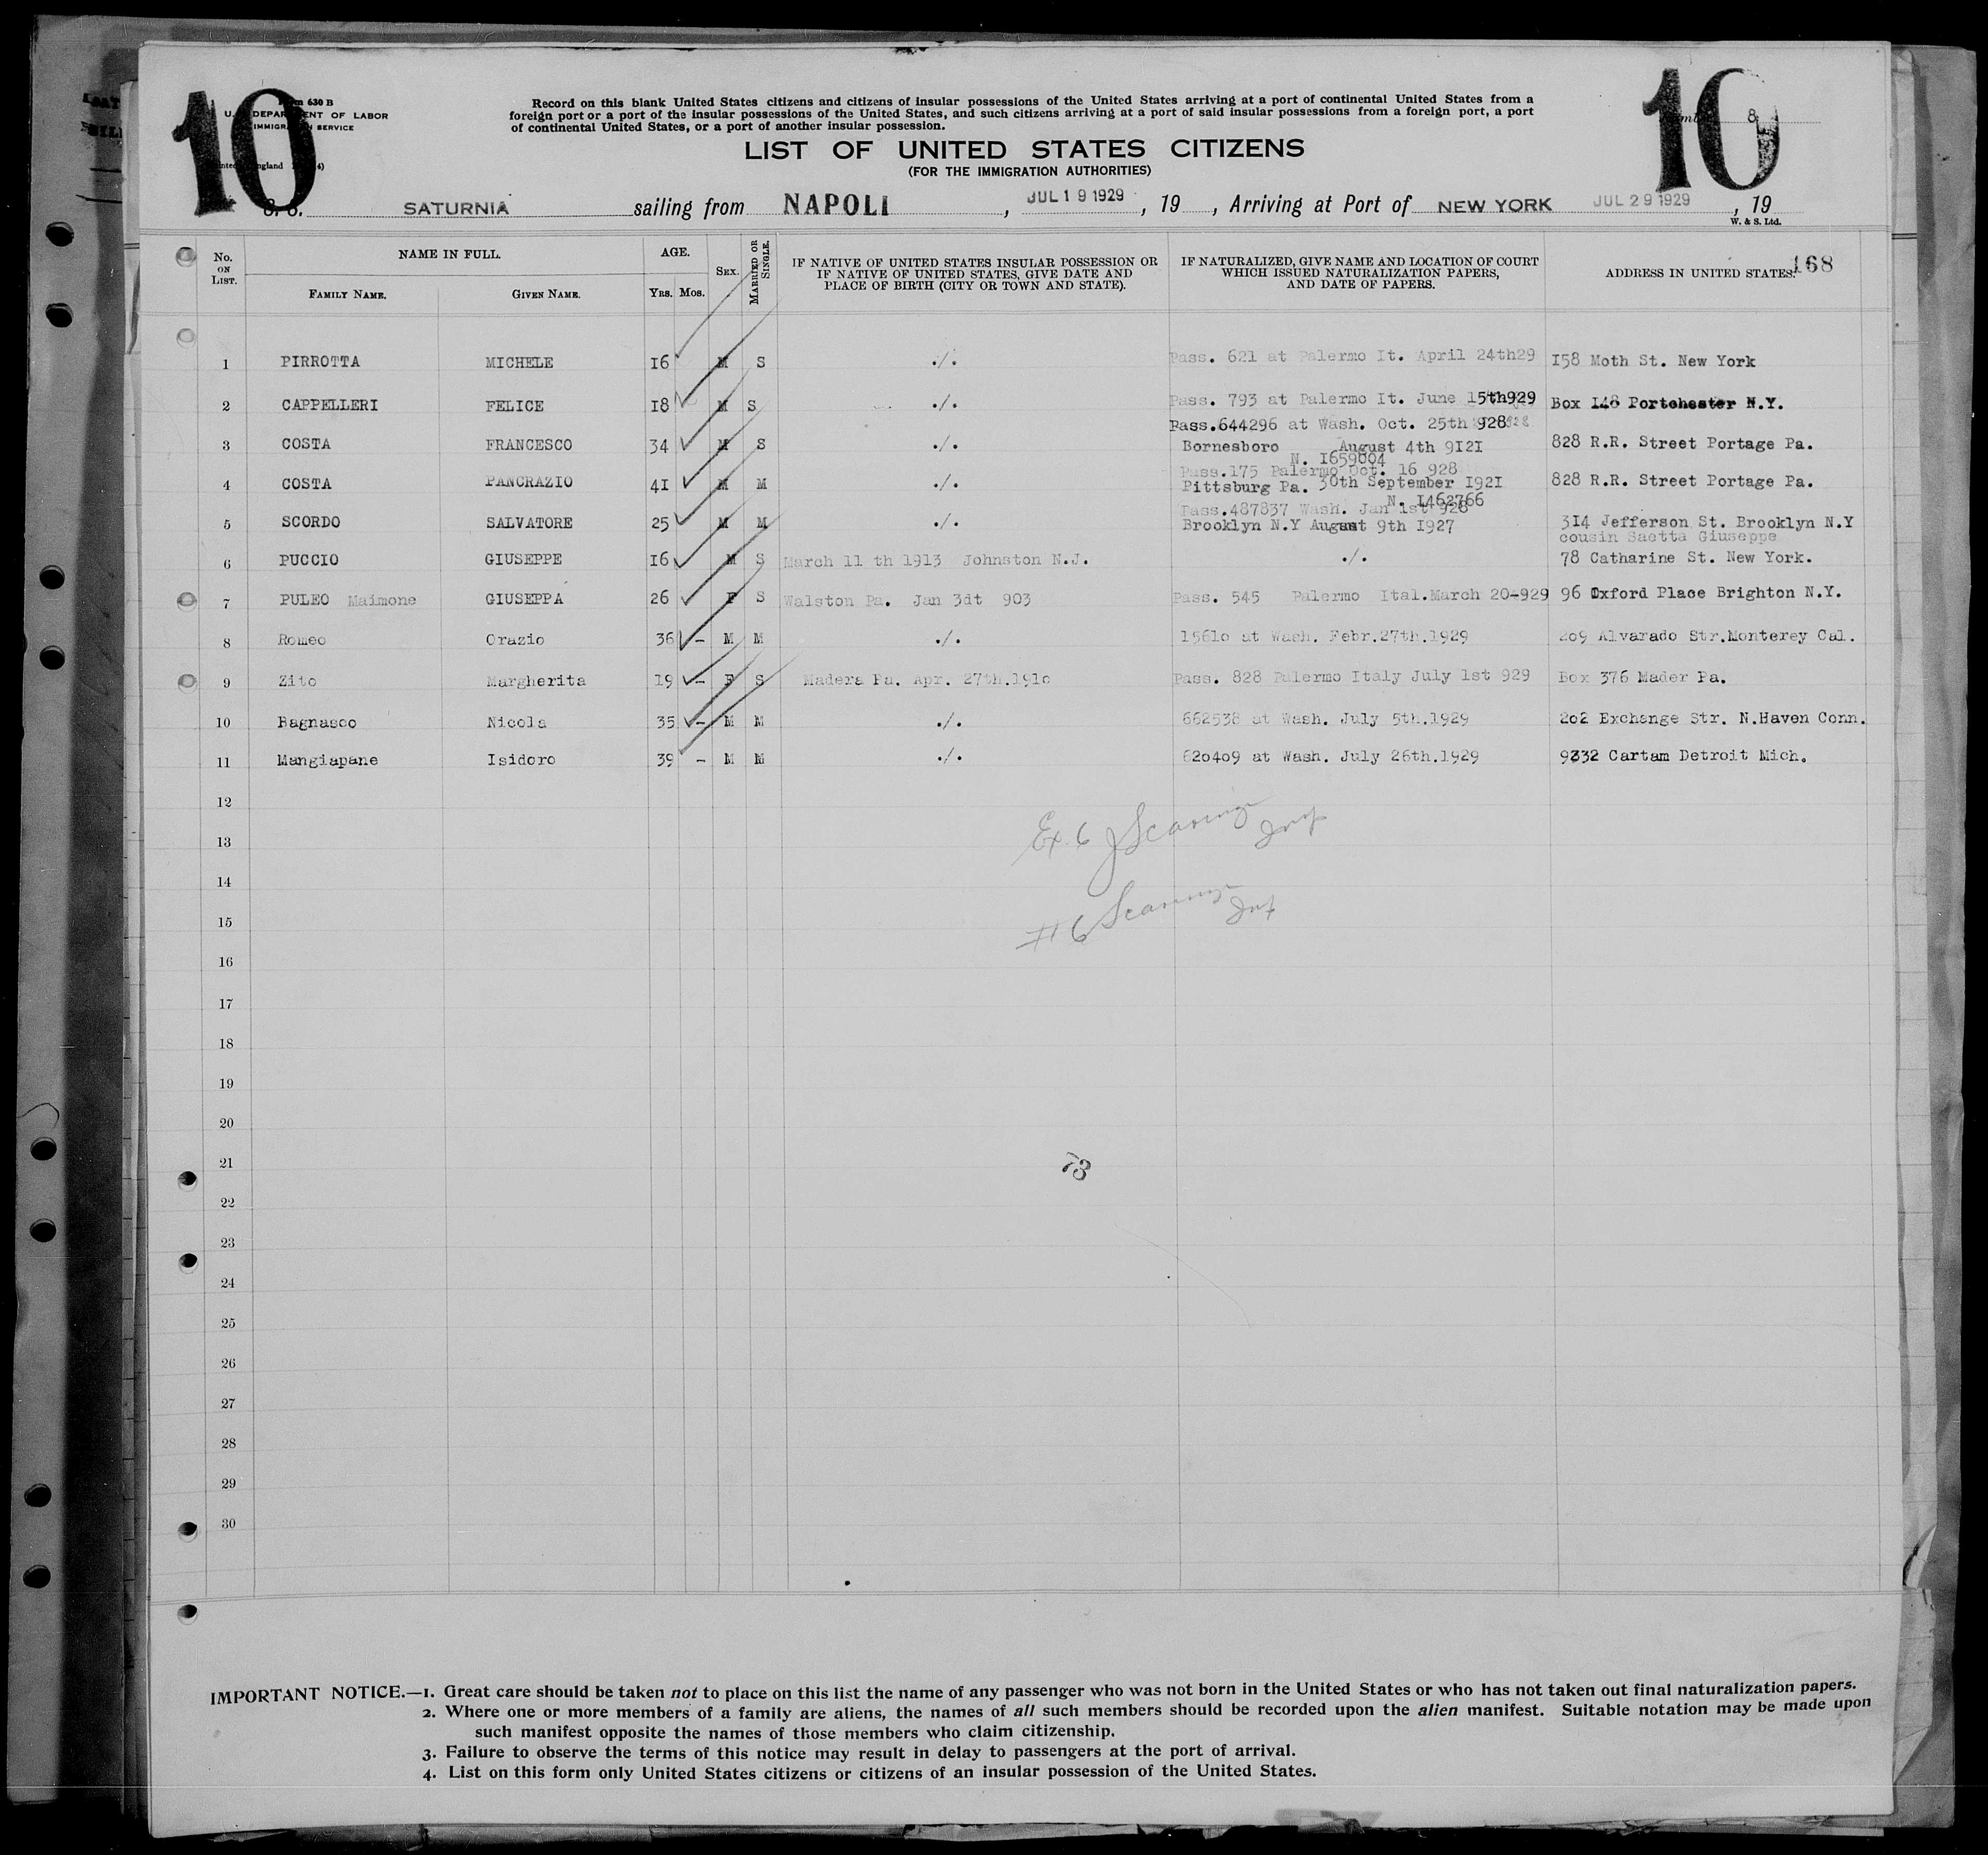 10
10
Form 630 B
U. S. DEPARTMENT OF LABOR
IMMIGRATION SERVICE
Record on this blank United States citizens and citizens of insular possessions of the United States arriving at a port of continental United States from a
foreign port or a port of the insular possessions of the United States, and such citizens arriving at a port of said insular possessions from a foreign port, a port
of continental United States, or a port of another insular possession.
8
LIST OF UNITED STATES CITIZENS
(FOR THE IMMIGRATION AUTHORITIES)
S. S. SATURNIA sailing from NAPOLI , JUL 19 1929 , 19 , Arriving at Port of NEW YORK JUL 29 1929 , 19
W. & S. Ltd.
168
No. ON LIST. NAME IN FULL. FAMILY NAME. GIVEN NAME. AGE. YRS. MOS. SEX. MARRIED OR SINGLE. IF NATIVE OF UNITED STATES INSULAR POSSESSION OR IF NATIVE OF UNITED STATES, GIVE DATE AND PLACE OF BIRTH (CITY OR TOWN AND STATE). IF NATURALIZED, GIVE NAME AND LOCATION OF COURT WHICH ISSUED NATURALIZATION PAPERS, AND DATE OF PAPERS. ADDRESS IN UNITED STATES.
1 PIRROTTA MICHELE 16 M S ./. Pass. 621 at Palermo It. April 24th29 158 Moth St. New York
2 CAPPELLERI FELICE 18 M S ./. Pass. 793 at Palermo It. June 15th929 Box 148 Portchester N.Y.
Pass.644296 at Wash. Oct. 25th 928
3 COSTA FRANCESCO 34 M S ./. Bornesboro August 4th 9I2I 828 R.R. Street Portage Pa.
N. 1659604
Pass.175 Palermo Oct. 16 928
4 COSTA PANCRAZIO 41 M M ./. Pittsburg Pa. 30th September 1921 828 R.R. Street Portage Pa.
N. 1462766
Pass.487837 Wash. Jan 1st 928
5 SCORDO SALVATORE 25 M M ./. Brooklyn N.Y August 9th 1927 314 Jefferson St. Brooklyn N.Y
cousin Saetta Giuseppe
6 PUCCIO GIUSEPPE 16 M S March 11 th 1913 Johnston N.J. ./. 78 Catharine St. New York.
7 PULEO Maimone GIUSEPPA 26 F S Walston Pa. Jan 3dt 903 Pass. 545 Palermo Ital.March 20-929 96 Oxford Place Brighton N.Y.
8 Romeo Orazio 36 - M M ./. 1561o at Wash. Febr.27th.1929 2o9 Alvarado Str.Monterey Cal.
9 Zito Margherita 19 - F S Madera Pa. Apr. 27th.191o Pass. 828 Palermo Italy July 1st 929 Box 376 Mader Pa.
10 Bagnasco Nicola 35 - M M ./. 662538 at Wash. July 5th.1929 2o2 Exchange Str. N.Haven Conn.
11 Mangiapane Isidoro 39 - M M ./. 62o4o9 at Wash. July 26th.1929 9332 Cartam Detroit Mich.
12
13 Ex 6
14
15 #6
16
17
18
19
20
21 73
22
23
24
25
26
27
28
29
30
IMPORTANT NOTICE.—1. Great care should be taken not to place on this list the name of any passenger who was not born in the United States or who has not taken out final naturalization papers.
2. Where one or more members of a family are aliens, the names of all such members should be recorded upon the alien manifest. Suitable notation may be made upon
such manifest opposite the names of those members who claim citizenship.
3. Failure to observe the terms of this notice may result in delay to passengers at the port of arrival.
4. List on this form only United States citizens or citizens of an insular possession of the United States.